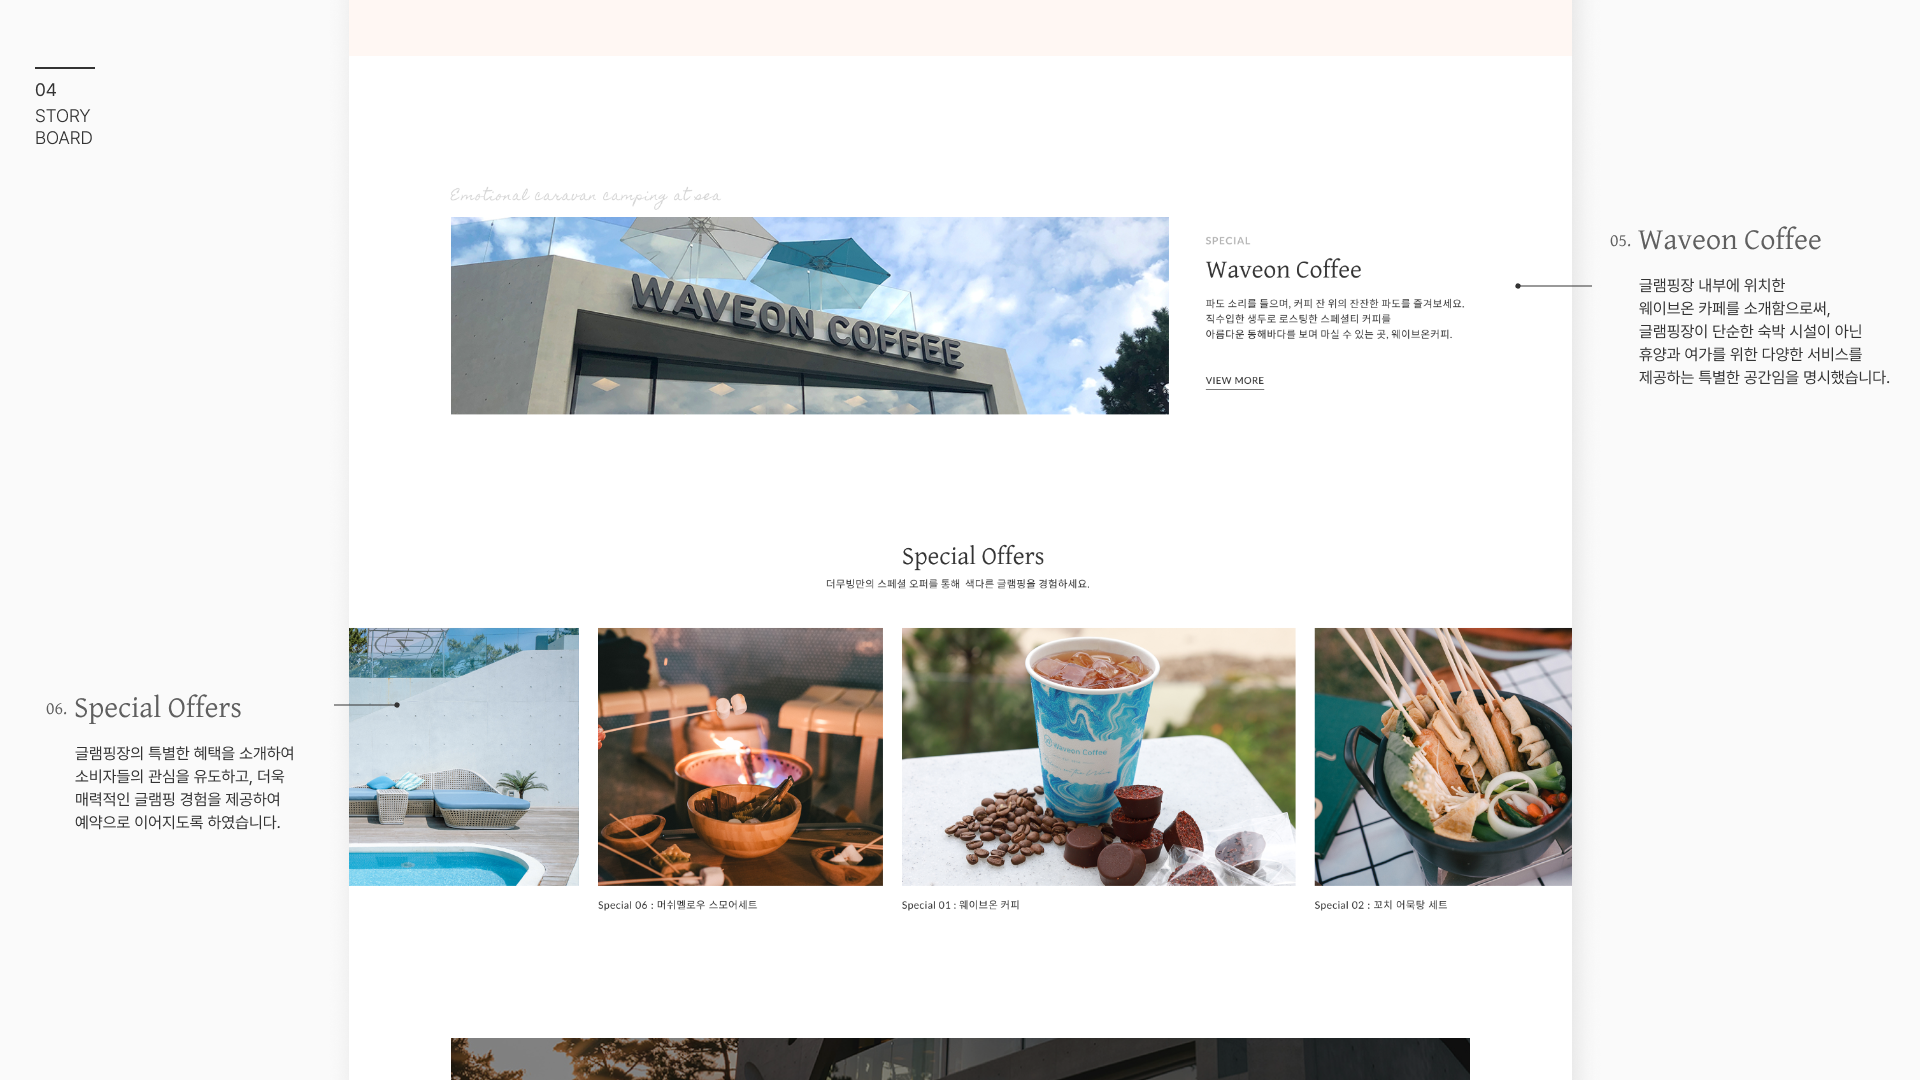 04
STORY
BOARD
Emotional caravan camping at sea
WAVEON COFFEE
SPECIAL
Waveon Coffee
파도 소리를 들으며, 커피 잔 위의 잔잔한 파도를 즐겨보세요.
직수입한 생두로 로스팅한 스페셜티 커피를
아름다운 동해바다를 보며 마실 수 있는 곳, 웨이브온커피.
VIEW MORE
05. Waveon Coffee
글램핑장 내부에 위치한
웨이브온 카페를 소개함으로써,
글램핑장이 단순한 숙박 시설이 아닌
휴양과 여가를 위한 다양한 서비스를
제공하는 특별한 공간임을 명시했습니다.
Special Offers
더무빙만의 스페셜 오퍼를 통해 색다른 글램핑을 경험하세요.
06. Special Offers
글램핑장의 특별한 혜택을 소개하여
소비자들의 관심을 유도하고, 더욱
매력적인 글램핑 경험을 제공하여
예약으로 이어지도록 하였습니다.
Waveon Coffee
Special 06 : 머쉬멜로우 스모어세트
Special 01 : 웨이브온 커피
Special 02 : 꼬치 어묵탕 세트